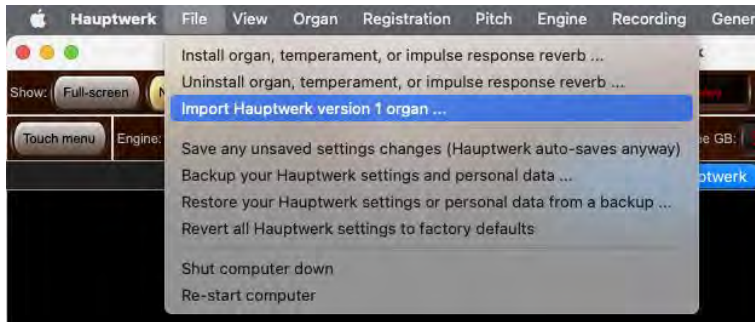 Hauptwerk File View Organ Registration Pitch Engine Recording Gener
Install organ, temperament, or impulse response reverb ...
Uninstall organ, temperament, or impulse response reverb ...
Show: Full-screen
Import Hauptwerk version 1 organ ...
Touch menu Engine:
e GB:
Save any unsaved settings changes (Hauptwerk auto-saves anyway)
Backup your Hauptwerk settings and personal data ...
ptwerk
Restore your Hauptwerk settings or personal data from a backup ...
Revert all Hauptwerk settings to factory defaults
Shut computer down
Re-start computer